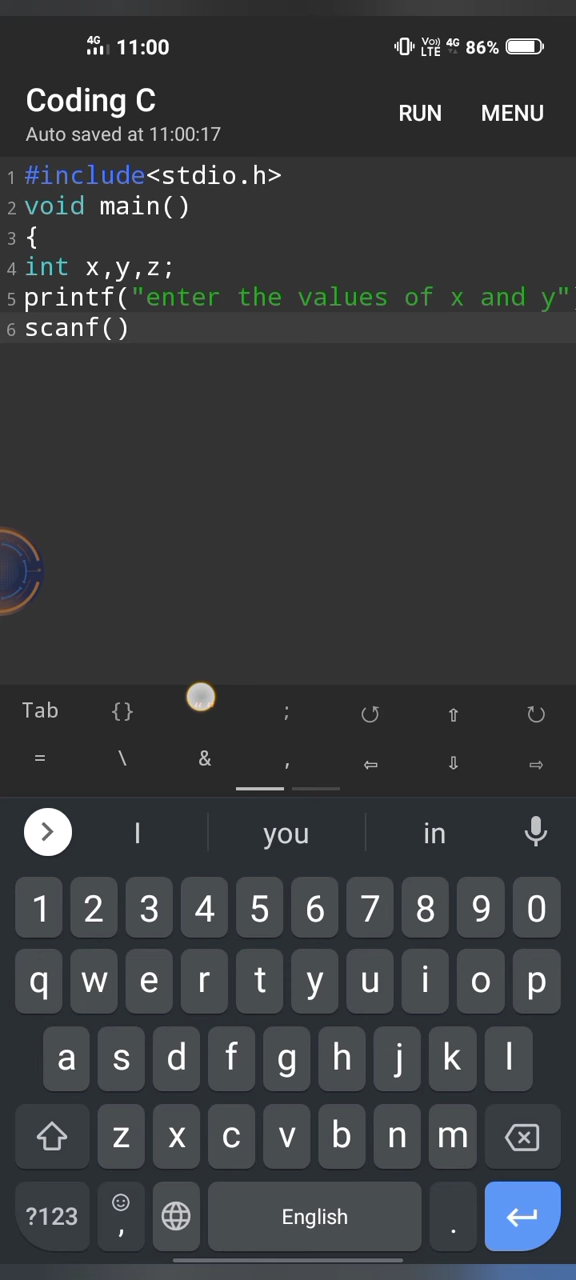 4G 11:00 Vo) LTE 4G 86%
Coding C
RUN MENU
Auto saved at 11:00:17
1 #include<stdio.h>
2 void main()
3 {
4 int x,y,z;
5 printf("enter the values of x and y")
6 scanf()
Tab {} ;
= \ & ,
I you in
1 2 3 4 5 6 7 8 9 0
q w e r t y u i o p
a s d f g h j k l
z x c v b n m
?123 , English .